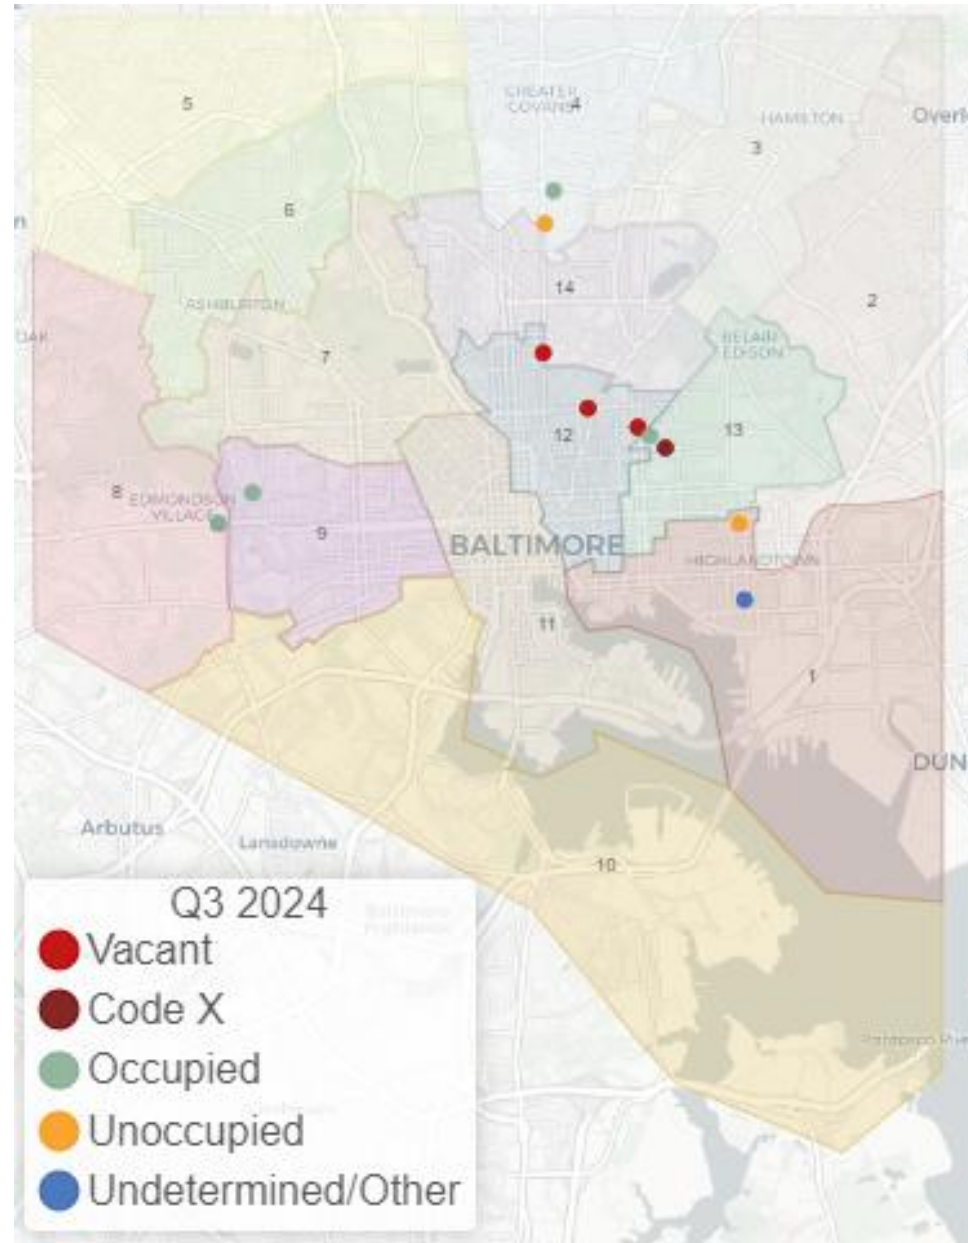 5
GREATER
GOVANS
4
HAMILTON
3
6
14
2
ASHBURTON
7
BELAIR
EDISON
12
13
8
EDMONDSON
VILLAGE
9
BALTIMORE
HIGHLANDTOWN
11
1
DUN
Arbutus
Lansdowne
10
Q3 2024
Vacant
Code X
Occupied
Unoccupied
Undetermined/Other